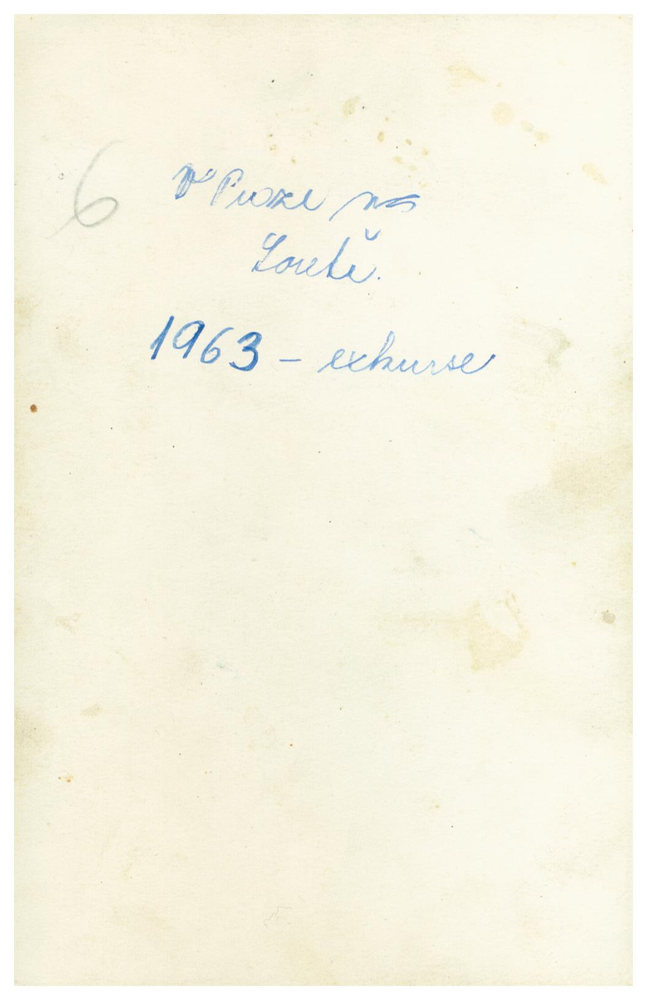 6
V Praze na
Loretě.
1963 – exkurse